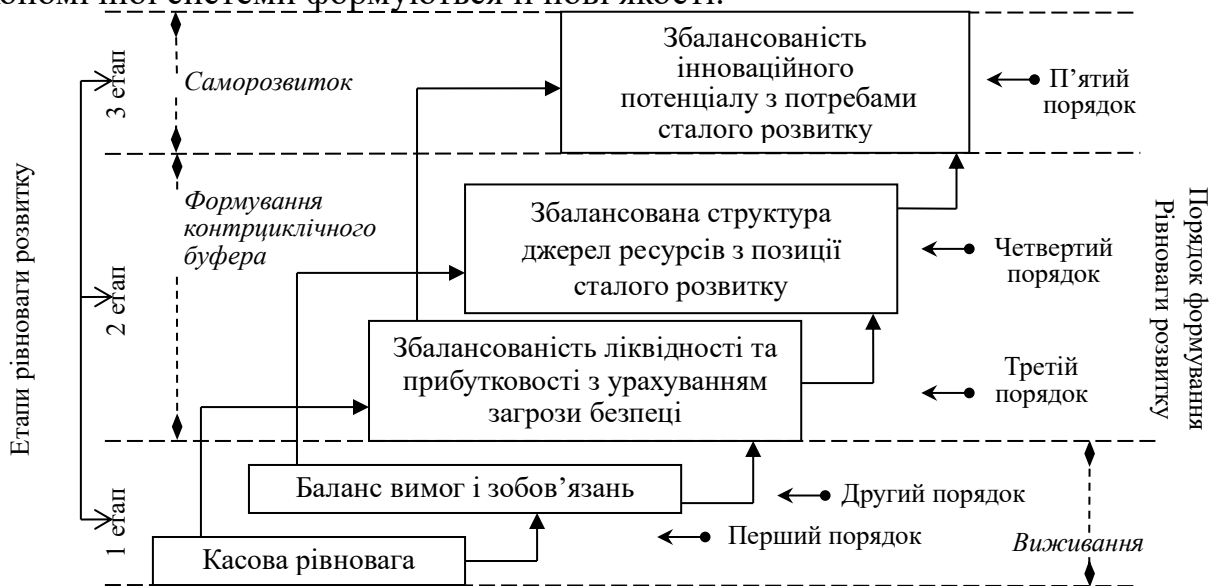 ономічної системи формуються її нові якості.
Збалансованість
інноваційного
потенціалу з потребами
сталого розвитку
Саморозвиток
3 етап
П’ятий
порядок
Етапи рівноваги розвитку
Формування
контрциклічного
буфера
2 етап
Збалансована структура
джерел ресурсів з позиції
сталого розвитку
Четвертий
порядок
Порядок формування
Рівноваги розвитку
Збалансованість ліквідності та
прибутковості з урахуванням
загрози безпеці
Третій
порядок
1 етап
Баланс вимог і зобов’язань
Другий порядок
Перший порядок
Виживання
Касова рівновага